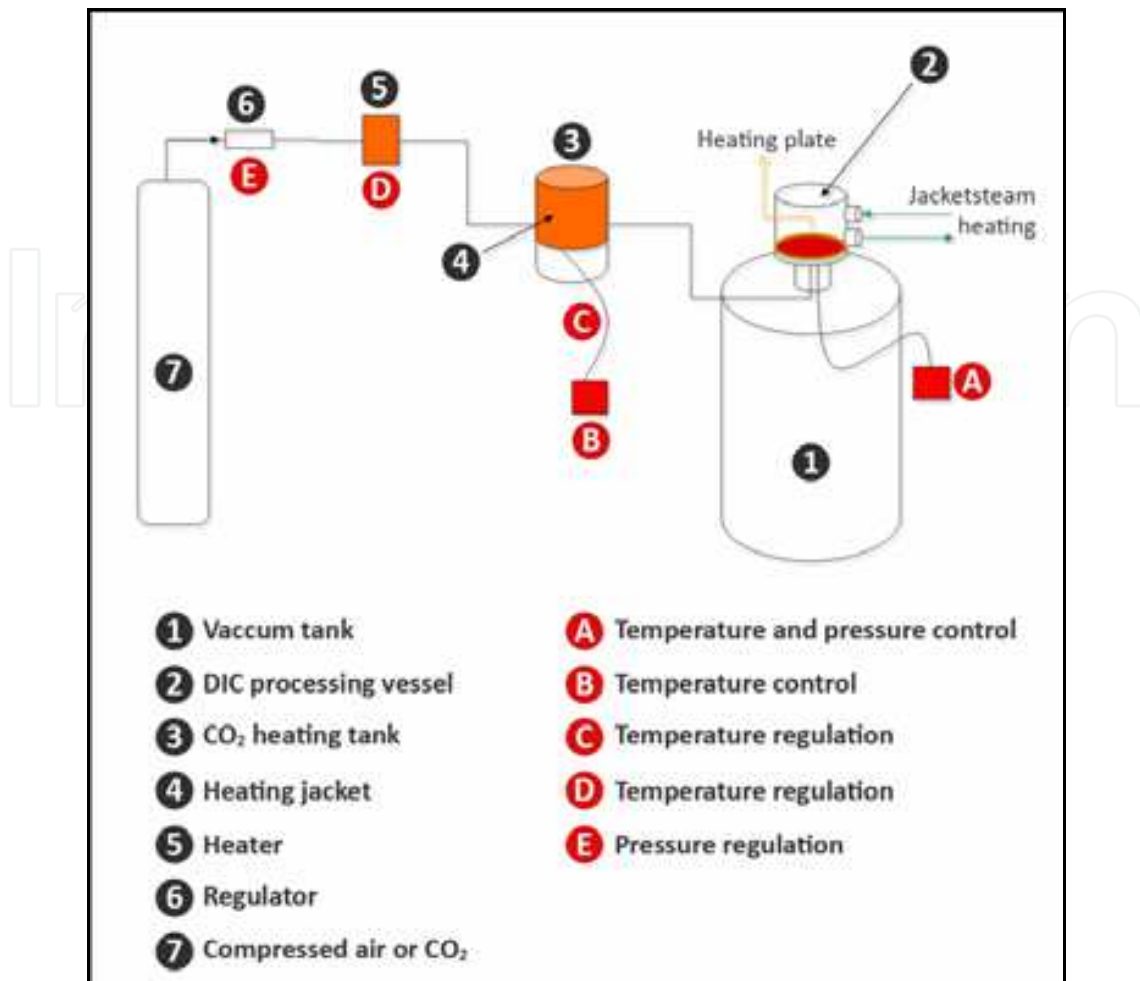 2
5
6
3
Heating plate
E
D
Jacketsteam
heating
4
C
7
A
B
1
1 Vaccum tank
2 DIC processing vessel
3 CO₂ heating tank
4 Heating jacket
5 Heater
6 Regulator
7 Compressed air or CO₂
A Temperature and pressure control
B Temperature control
C Temperature regulation
D Temperature regulation
E Pressure regulation